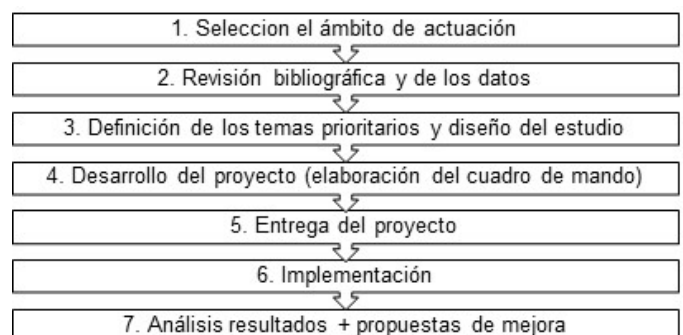 1. Seleccion el ámbito de actuación
2. Revisión bibliográfica y de los datos
3. Definición de los temas prioritarios y diseño del estudio
4. Desarrollo del proyecto (elaboración del cuadro de mando)
5. Entrega del proyecto
6. Implementación
7. Análisis resultados + propuestas de mejora